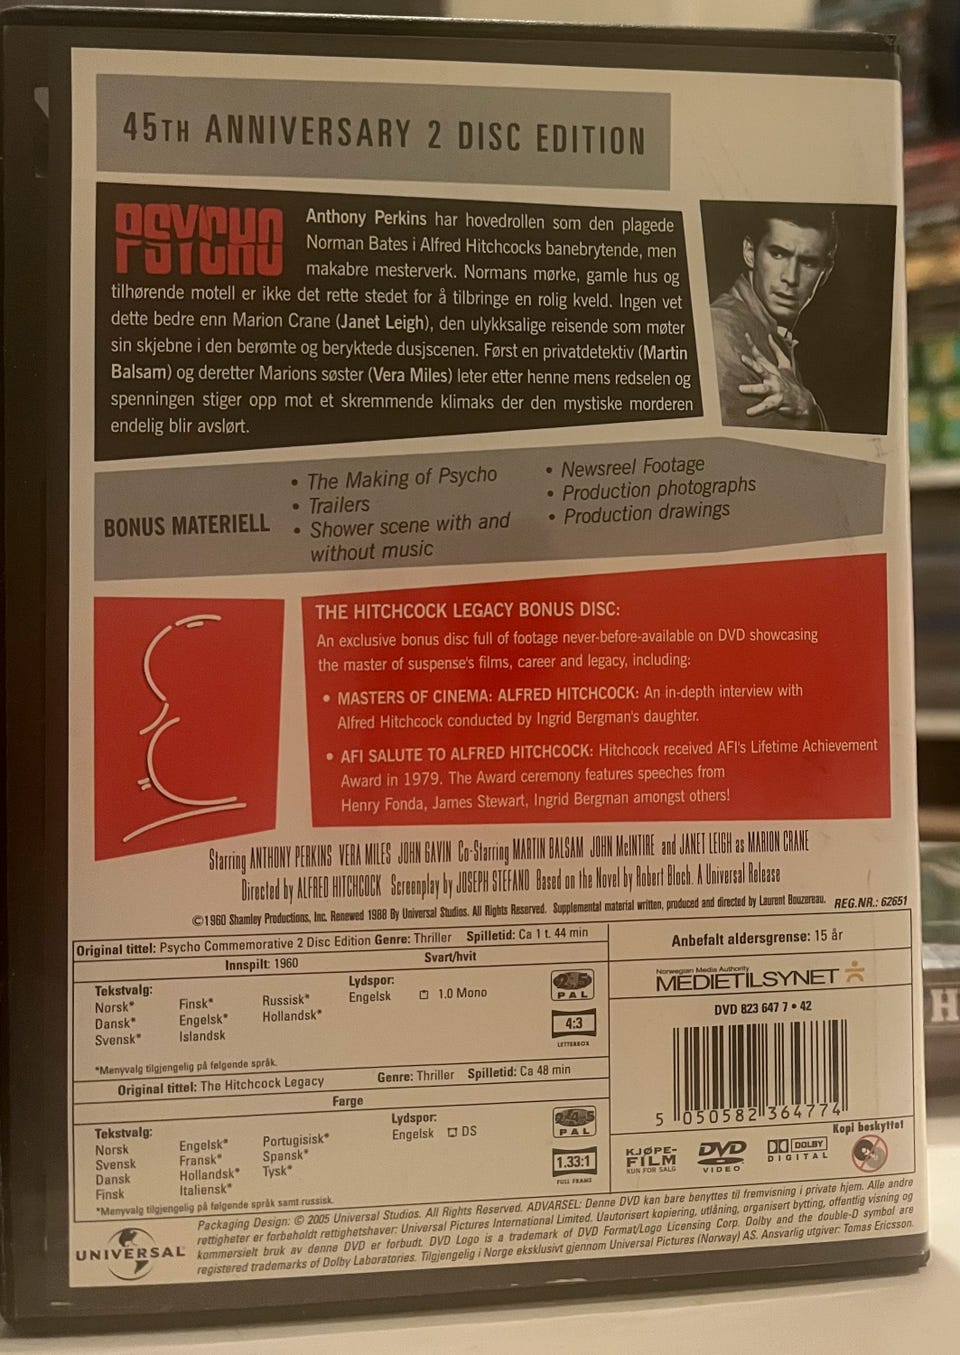 45TH ANNIVERSARY 2 DISC EDITION
PSYCHO
Anthony Perkins har hovedrollen som den plagede
Norman Bates i Alfred Hitchcocks banebrytende, men
makabre mesterverk. Normans mørke, gamle hus og
tilhørende motell er ikke det rette stedet for å tilbringe en rolig kveld. Ingen vet
dette bedre enn Marion Crane (Janet Leigh), den ulykksalige reisende som møter
sin skjebne i den berømte og beryktede dusjscenen. Først en privatdetektiv (Martin
Balsam) og deretter Marions søster (Vera Miles) leter etter henne mens redselen og
spenningen stiger opp mot et skremmende klimaks der den mystiske morderen
endelig blir avslørt.
BONUS MATERIELL
• The Making of Psycho
• Trailers
• Shower scene with and
without music
• Newsreel Footage
• Production photographs
• Production drawings
THE HITCHCOCK LEGACY BONUS DISC:
An exclusive bonus disc full of footage never-before-available on DVD showcasing
the master of suspense's films, career and legacy, including:
• MASTERS OF CINEMA: ALFRED HITCHCOCK: An in-depth interview with
Alfred Hitchcock conducted by Ingrid Bergman's daughter.
• AFI SALUTE TO ALFRED HITCHCOCK: Hitchcock received AFI's Lifetime Achievement
Award in 1979. The Award ceremony features speeches from
Henry Fonda, James Stewart, Ingrid Bergman amongst others!
Starring ANTHONY PERKINS VERA MILES JOHN GAVIN Co-Starring MARTIN BALSAM JOHN McINTIRE and JANET LEIGH as MARION CRANE
Directed by ALFRED HITCHCOCK Screenplay by JOSEPH STEFANO Based on the Novel by Robert Bloch. A Universal Release
©1960 Shamley Productions, Inc. Renewed 1988 By Universal Studios. All Rights Reserved. Supplemental material written, produced and directed by Laurent Bouzereau. REG.NR.: 62651
Original tittel: Psycho Commemorative 2 Disc Edition Genre: Thriller Spilletid: Ca 1 t. 44 min
Innspilt: 1960 Svart/hvit
Tekstvalg:
Norsk* Finsk* Russisk*
Dansk* Engelsk* Hollandsk*
Svensk* Islandsk
Lydspor:
Engelsk 1.0 Mono
2 5
PAL
4:3
LETTERBOX
*Menyvalg tilgjengelig på følgende språk.
Original tittel: The Hitchcock Legacy Genre: Thriller Spilletid: Ca 48 min
Farge
Tekstvalg:
Norsk Engelsk* Portugisisk*
Svensk Fransk* Spansk*
Dansk Hollandsk* Tysk*
Finsk Italiensk*
Lydspor:
Engelsk DS
2 4 5
PAL
1.33:1
FULL FRAME
*Menyvalg tilgjengelig på følgende språk samt russisk.
Anbefalt aldersgrense: 15 år
Norwegian Media Authority
MEDIETILSYNET
DVD 823 647 7 • 42
5 050582 364774
Kopi beskyttet
KJØPE-
FILM
KUN FOR SALG
DVD
VIDEO
DOLBY
DIGITAL
UNIVERSAL
Packaging Design: © 2005 Universal Studios. All Rights Reserved. ADVARSEL: Denne DVD kan bare benyttes til fremvisning i private hjem. Alle andre
rettigheter er forbeholdt rettighetshaver: Universal Pictures International Limited. Uautorisert kopiering, utlåning, organisert bytting, offentlig visning og
kommersielt bruk av denne DVD er forbudt. DVD Logo is a trademark of DVD Format/Logo Licensing Corp. Dolby and the double-D symbol are
registered trademarks of Dolby Laboratories. Tilgjengelig i Norge eksklusivt gjennom Universal Pictures (Norway) AS. Ansvarlig utgiver: Tomas Ericsson.
H